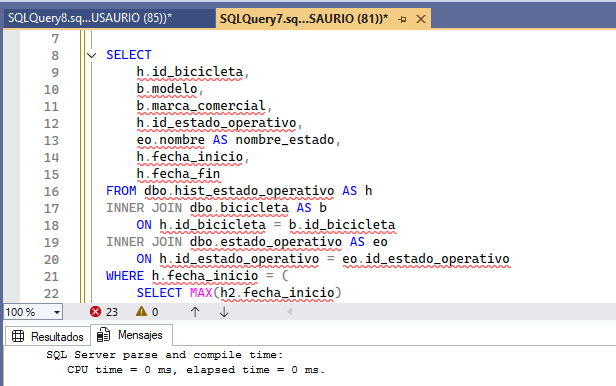 SQLQuery8.sq...USAURIO (85))*
SQLQuery7.sq...SAURIO (81))*
7
8 SELECT
9 h.id_bicicleta,
10 b.modelo,
11 b.marca_comercial,
12 h.id_estado_operativo,
13 eo.nombre AS nombre_estado,
14 h.fecha_inicio,
15 h.fecha_fin
16 FROM dbo.hist_estado_operativo AS h
17 INNER JOIN dbo.bicicleta AS b
18 ON h.id_bicicleta = b.id_bicicleta
19 INNER JOIN dbo.estado_operativo AS eo
20 ON h.id_estado_operativo = eo.id_estado_operativo
21 WHERE h.fecha_inicio = (
22 SELECT MAX(h2.fecha_inicio)
100 % 23 0
Resultados Mensajes
SQL Server parse and compile time:
CPU time = 0 ms, elapsed time = 0 ms.